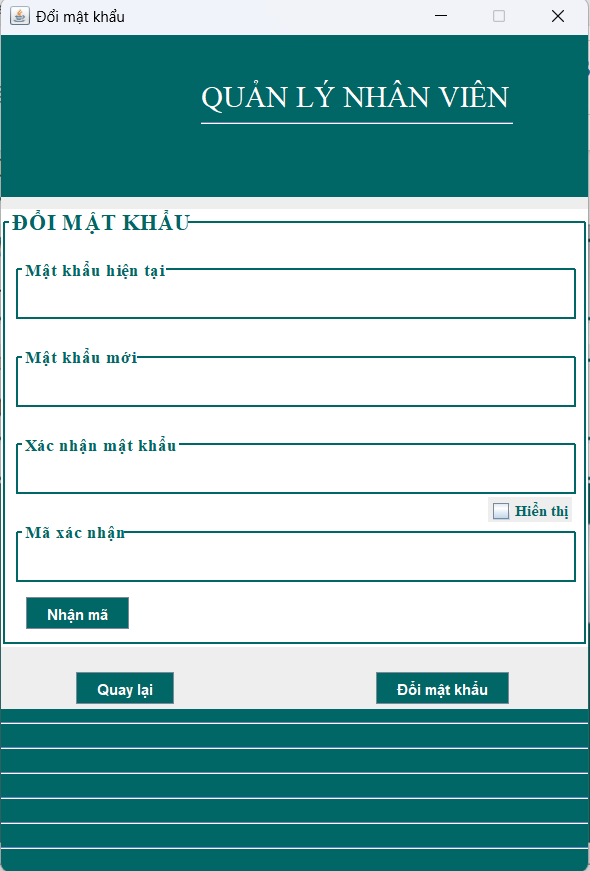 Đổi mật khẩu
QUẢN LÝ NHÂN VIÊN
ĐỔI MẬT KHẨU
Mật khẩu hiện tại
Mật khẩu mới
Xác nhận mật khẩu
Hiển thị
Mã xác nhận
Nhận mã
Quay lại
Đổi mật khẩu